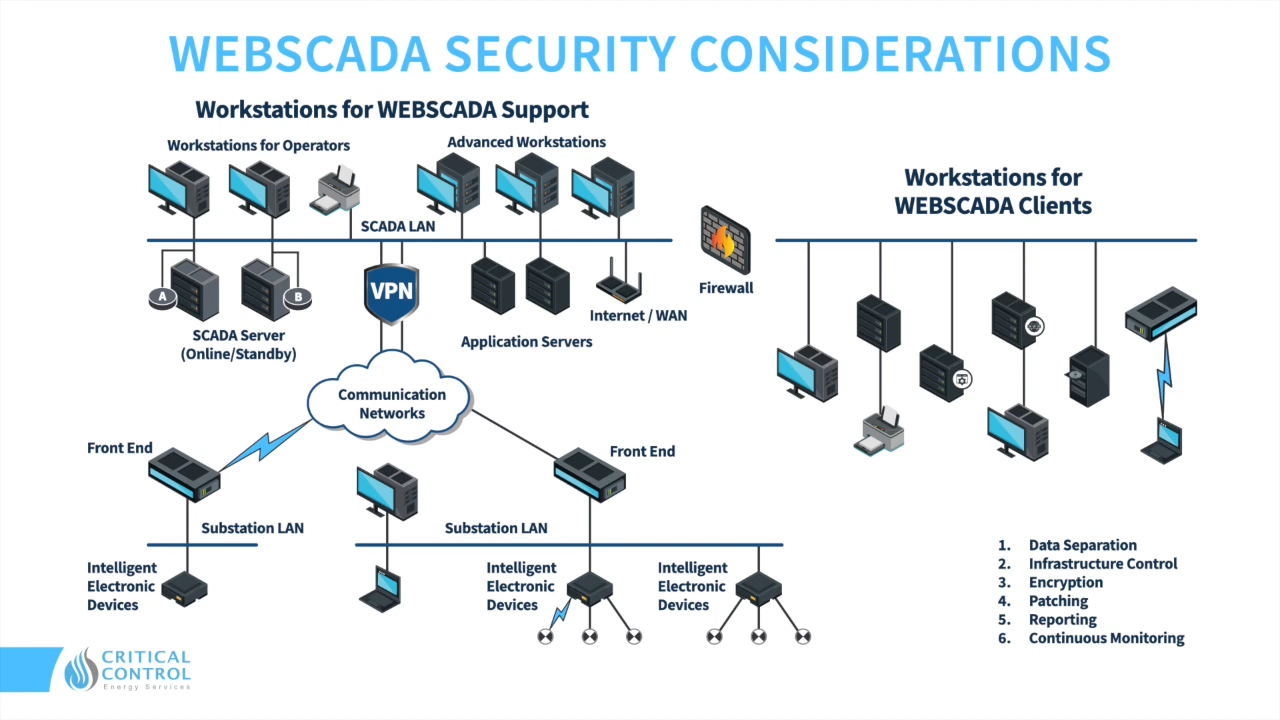 WEBSCADA SECURITY CONSIDERATIONS
Workstations for WEBSCADA Support
Workstations for Operators
Advanced Workstations
SCADA LAN
A
B
VPN
SCADA Server
(Online/Standby)
Application Servers
Internet / WAN
Firewall
Workstations for
WEBSCADA Clients
Communication
Networks
Front End
Front End
Substation LAN
Substation LAN
Intelligent
Electronic
Devices
Intelligent
Electronic
Devices
Intelligent
Electronic
Devices
1. Data Separation
2. Infrastructure Control
3. Encryption
4. Patching
5. Reporting
6. Continuous Monitoring
CRITICAL
CONTROL
Energy Services